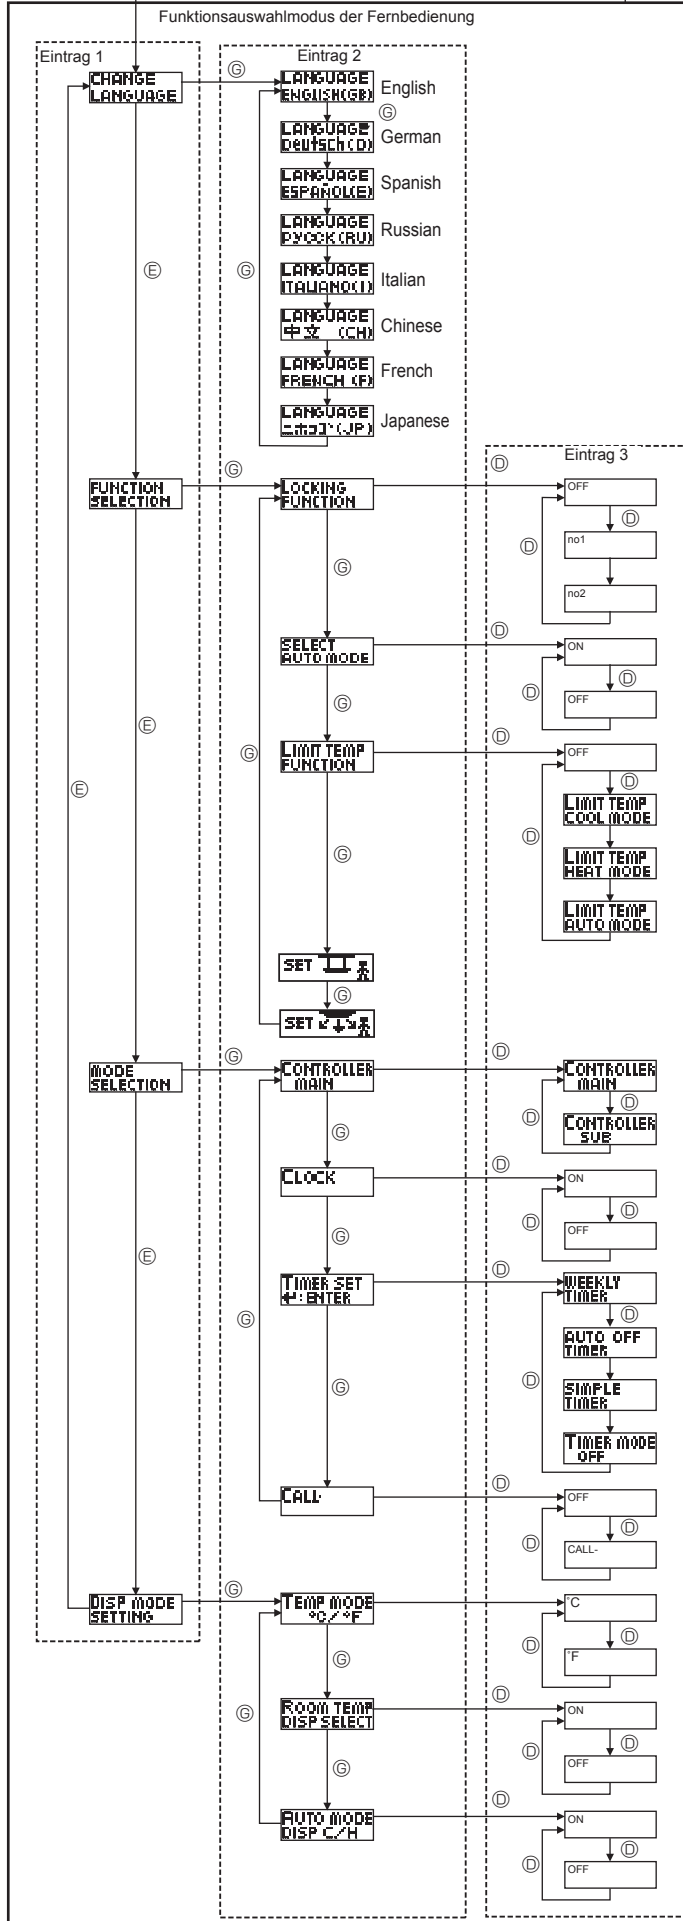 Funktionsauswahlmodus der Fernbedienung
Eintrag 1
Eintrag 2
CHANGE
LANGUAGE
Ⓖ
LANGUAGE
ENGLISH(GB)
English
Ⓖ
LANGUAGE
Deutsch(D)
German
LANGUAGE
ESPAÑOL(E)
Spanish
LANGUAGE
РУССК(RU)
Russian
Ⓔ
Ⓖ
LANGUAGE
ITALIANO(I)
Italian
LANGUAGE
中文 (CH)
Chinese
LANGUAGE
FRENCH (F)
French
LANGUAGE
ニホンゴ(JP)
Japanese
Eintrag 3
FUNCTION
SELECTION
Ⓖ
LOCKING
FUNCTION
Ⓓ
OFF
Ⓓ
no1
Ⓓ
no2
Ⓖ
SELECT
AUTO MODE
Ⓓ
ON
Ⓓ
OFF
Ⓓ
Ⓖ
Ⓔ
Ⓖ
LIMIT TEMP
FUNCTION
Ⓓ
OFF
Ⓓ
LIMIT TEMP
COOL MODE
Ⓓ
LIMIT TEMP
HEAT MODE
LIMIT TEMP
AUTO MODE
Ⓔ
Ⓖ
SET
Ⓖ
SET
MODE
SELECTION
Ⓖ
CONTROLLER
MAIN
Ⓓ
CONTROLLER
MAIN
Ⓓ
Ⓓ
CONTROLLER
SUB
Ⓖ
CLOCK
Ⓓ
ON
Ⓓ
Ⓓ
OFF
Ⓖ
Ⓔ
TIMER SET
↵:ENTER
Ⓓ
WEEKLY
TIMER
Ⓓ
AUTO OFF
TIMER
Ⓖ
Ⓓ
SIMPLE
TIMER
TIMER MODE
OFF
Ⓖ
CALL-
Ⓓ
OFF
Ⓓ
Ⓓ
CALL-
DISP MODE
SETTING
Ⓖ
TEMP MODE
°C/°F
Ⓓ
°C
Ⓓ
Ⓓ
°F
Ⓖ
ROOM TEMP
DISP SELECT
Ⓓ
ON
Ⓓ
Ⓓ
OFF
Ⓖ
Ⓖ
AUTO MODE
DISP C/H
Ⓓ
ON
Ⓓ
Ⓓ
OFF